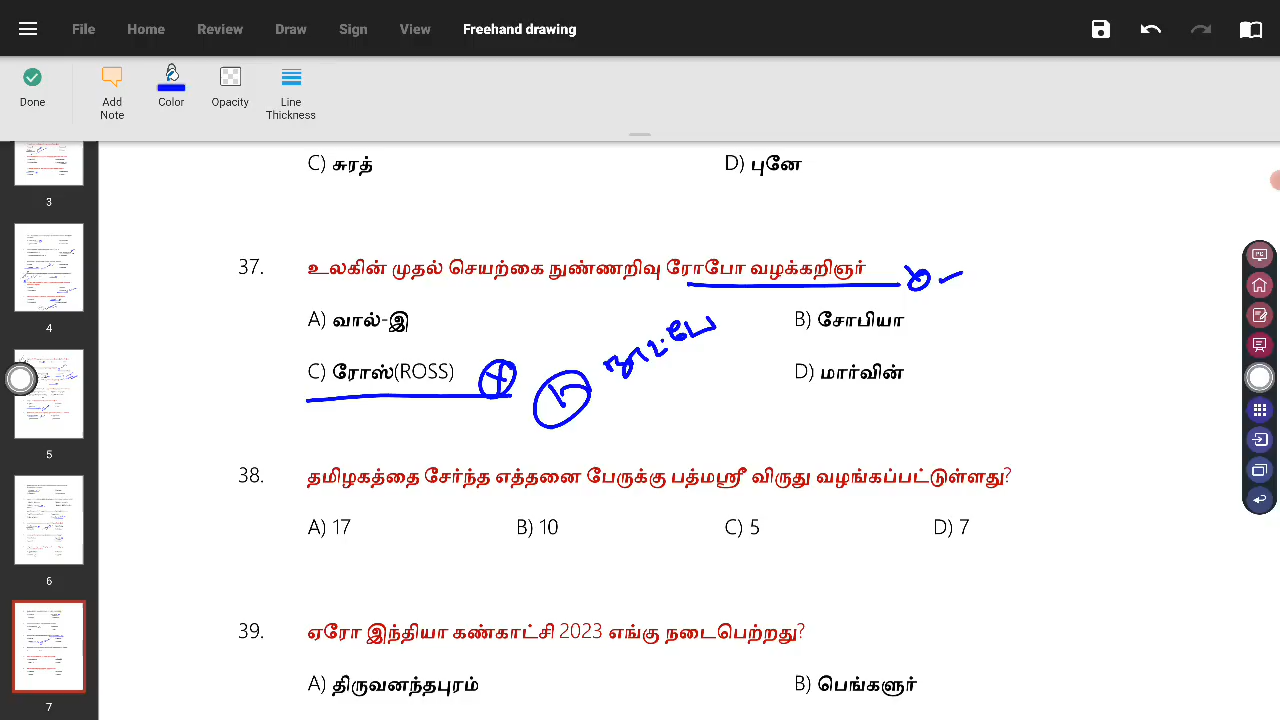 File Home Review Draw Sign View Freehand drawing
Done Add Note Color Opacity Line Thickness
3
4
5
6
7
C) சூரத் D) புனே
37. உலகின் முதல் செயற்கை நுண்ணறிவு ரோபோ வழக்கறிஞர்
A) வால்-இ B) சோபியா
C) ரோஸ்(ROSS) D) மார்வின்
38. தமிழகத்தை சேர்ந்த எத்தனை பேருக்கு பத்மஸ்ரீ விருது வழங்கப்பட்டுள்ளது?
A) 17 B) 10 C) 5 D) 7
39. ஏரோ இந்தியா கண்காட்சி 2023 எங்கு நடைபெற்றது?
A) திருவனந்தபுரம் B) பெங்களுர்